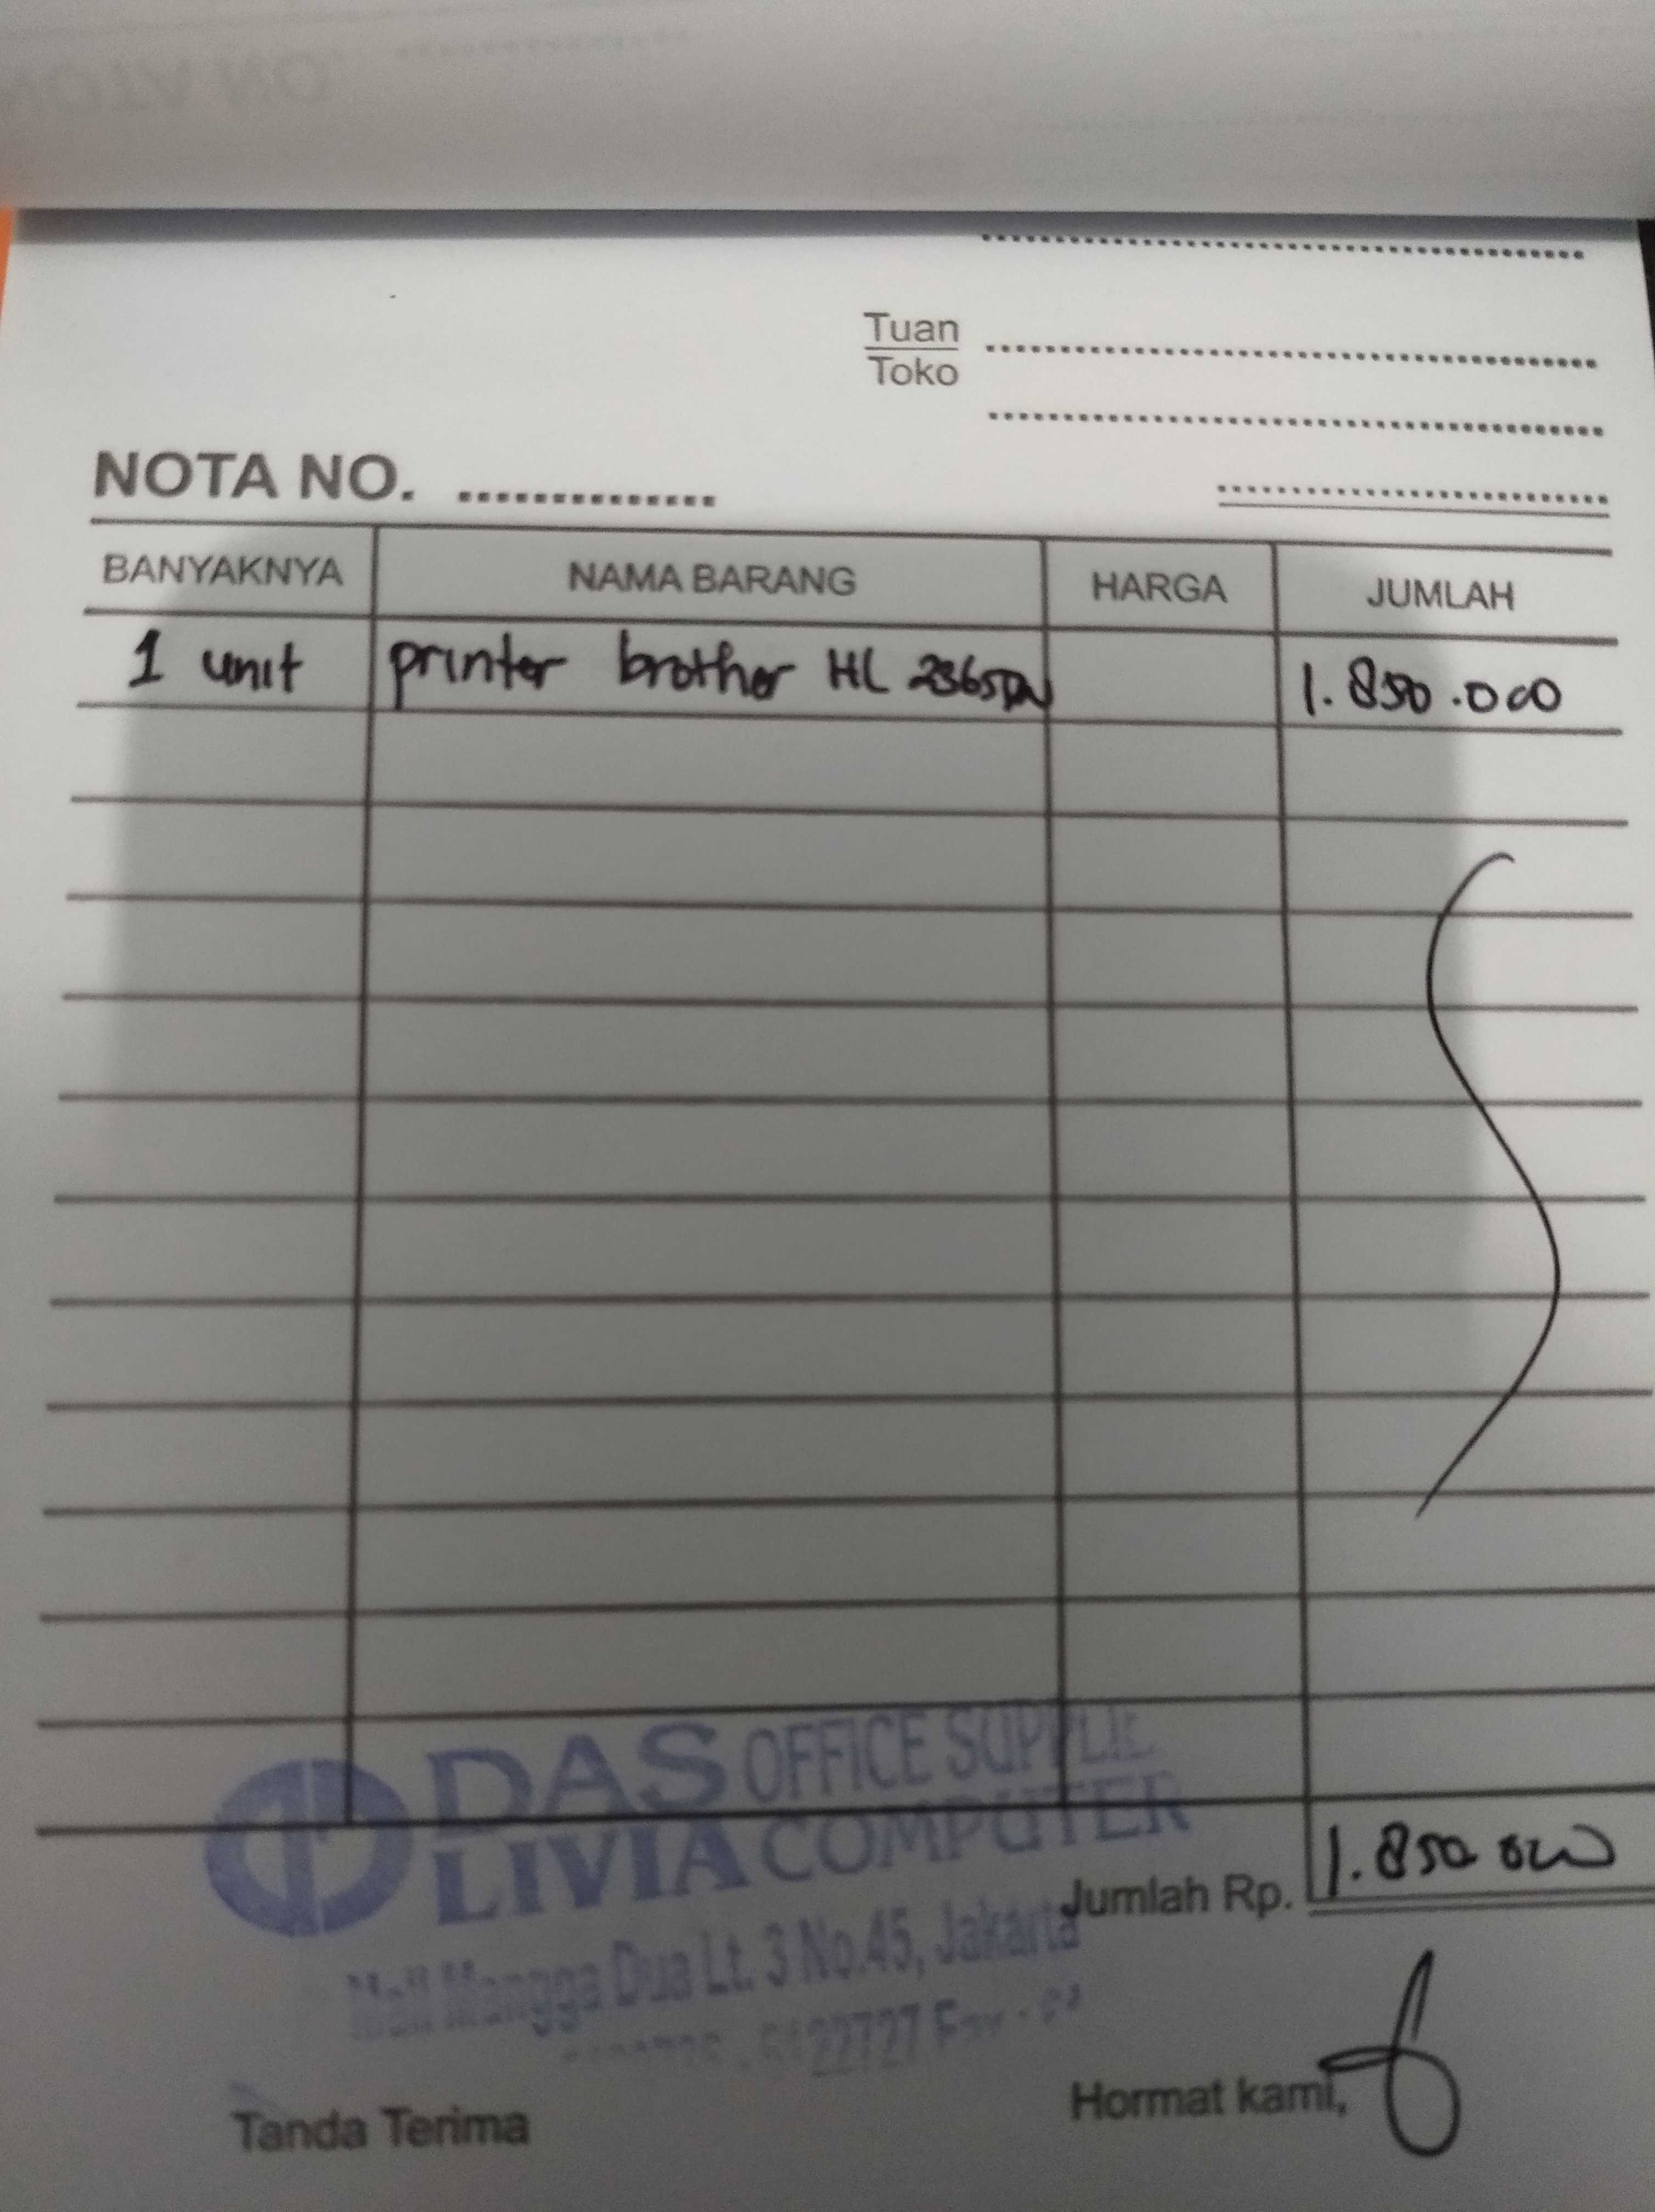 Tuan
Toko
NOTA NO.
BANYAKNYA NAMA BARANG HARGA JUMLAH
1 unit printer brother HL 2365DW 1.850.000
DAS OFFICE SUPPLIE
LIVIA COMPUTER
Jumlah Rp. 1.850.000
Mall Mangga Dua Lt. 3 No.45, Jakarta
22727
Tanda Terima Hormat kami,